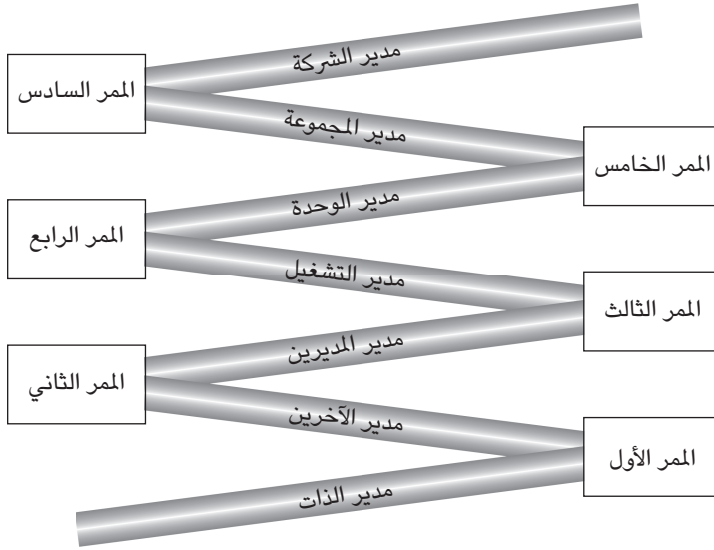 مدير الشركة
الممر السادس
مدير المجموعة
الممر الخامس
مدير الوحدة
الممر الرابع
مدير التشغيل
الممر الثالث
مدير المديرين
الممر الثاني
مدير الآخرين
الممر الأول
مدير الذات